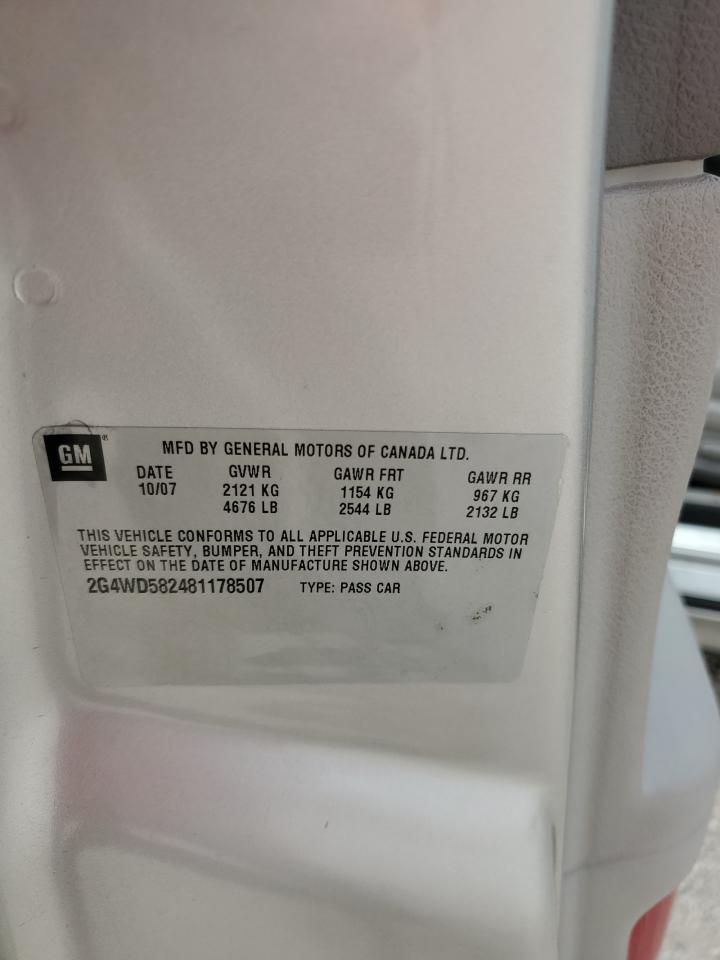 GM®
MFD BY GENERAL MOTORS OF CANADA LTD.
DATE GVWR GAWR FRT GAWR RR
10/07 2121 KG 1154 KG 967 KG
4676 LB 2544 LB 2132 LB
THIS VEHICLE CONFORMS TO ALL APPLICABLE U.S. FEDERAL MOTOR
VEHICLE SAFETY, BUMPER, AND THEFT PREVENTION STANDARDS IN
EFFECT ON THE DATE OF MANUFACTURE SHOWN ABOVE.
2G4WD582481178507 TYPE: PASS CAR